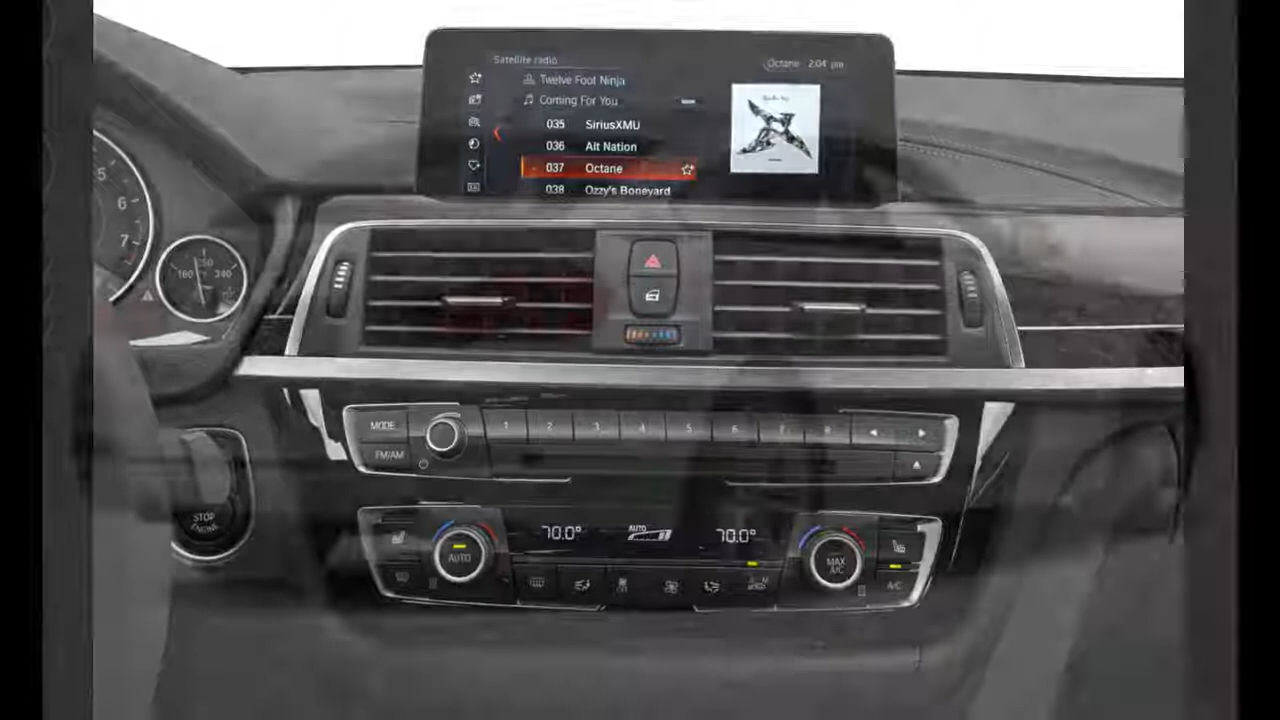 Satellite radio
Octane 2:04 pm
Twelve Foot Ninja
Coming For You
035 SiriusXMU
036 Alt Nation
037 Octane
038 Ozzy's Boneyard
5
6
7
240
MODE
1 2 3 4 5 6 7 8
FM/AM
STOP
ENGINE
70.0° AUTO 70.0°
AUTO
MAX
A/C
A/C